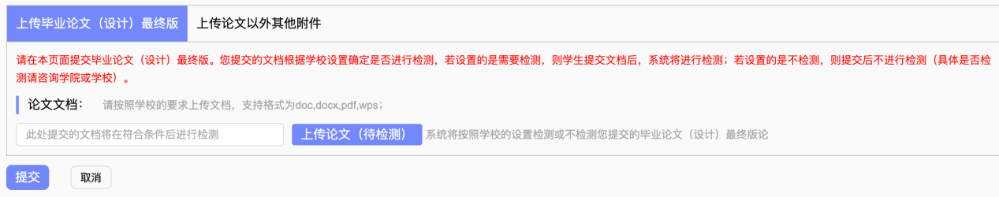 上传毕业论文（设计）最终版 上传论文以外其他附件
请在本页面提交毕业论文（设计）最终版。您提交的文档根据学校设置确定是否进行检测，若设置的是需要检测，则学生提交文档后，系统将进行检测；若设置的是不检测，则提交后不进行检测（具体是否检
测请咨询学院或学校）。
论文文档： 请按照学校的要求上传文档，支持格式为doc,docx,pdf,wps；
此处提交的文档将在符合条件后进行检测 上传论文（待检测） 系统将按照学校的设置检测或不检测您提交的毕业论文（设计）最终版论
提交 取消